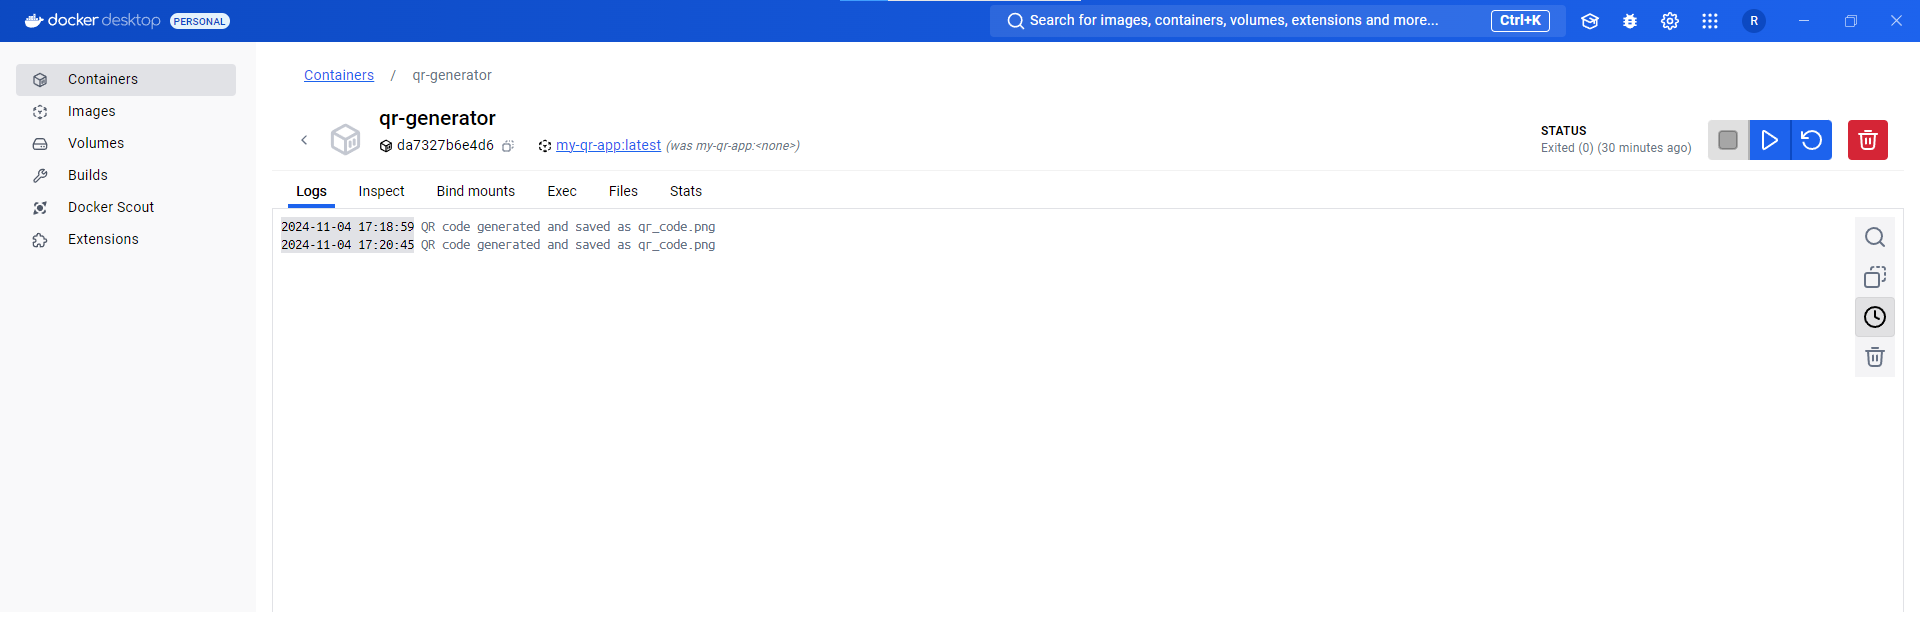 docker desktop PERSONAL
Search for images, containers, volumes, extensions and more... Ctrl+K
R
Containers
Images
Volumes
Builds
Docker Scout
Extensions
Containers / qr-generator
qr-generator
da7327b6e4d6 my-qr-app:latest (was my-qr-app:<none>)
STATUS
Exited (0) (30 minutes ago)
Logs Inspect Bind mounts Exec Files Stats
2024-11-04 17:18:59 QR code generated and saved as qr_code.png
2024-11-04 17:20:45 QR code generated and saved as qr_code.png